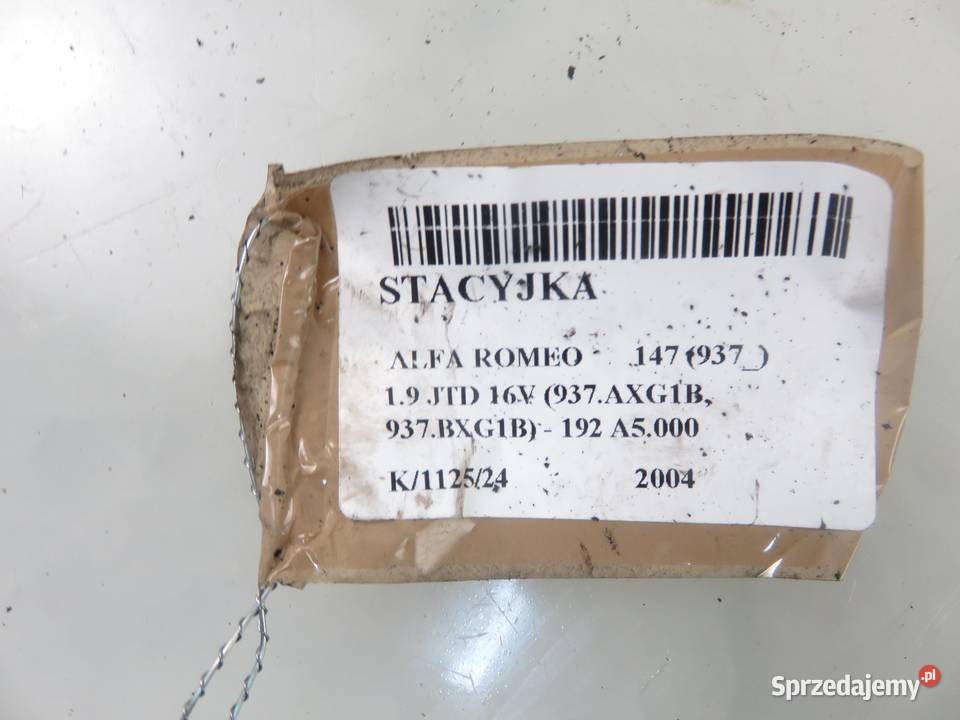 STACYJKA
ALFA ROMEO 147 (937_)
1.9 JTD 16V (937.AXG1B,
937.BXG1B) - 192 A5.000
K/1125/24 2004
Sprzedajemy.pl